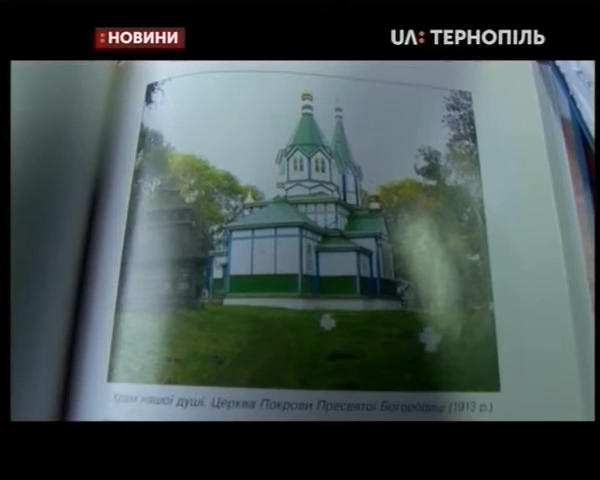 :НОВИНИ
UA: ТЕРНОПІЛЬ
Храм нашої душі. Церква Покрови Пресвятої Богородиці (1913 р.)